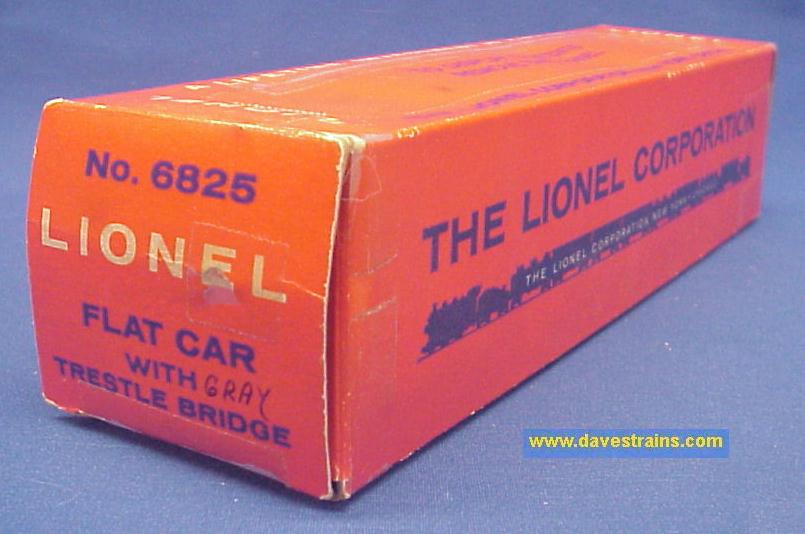 No. 6825
LIONEL
FLAT CAR
WITH GRAY
TRESTLE BRIDGE
THE LIONEL CORPORATION
THE LIONEL CORPORATION NEW YORK-CHICAGO
www.davestrains.com